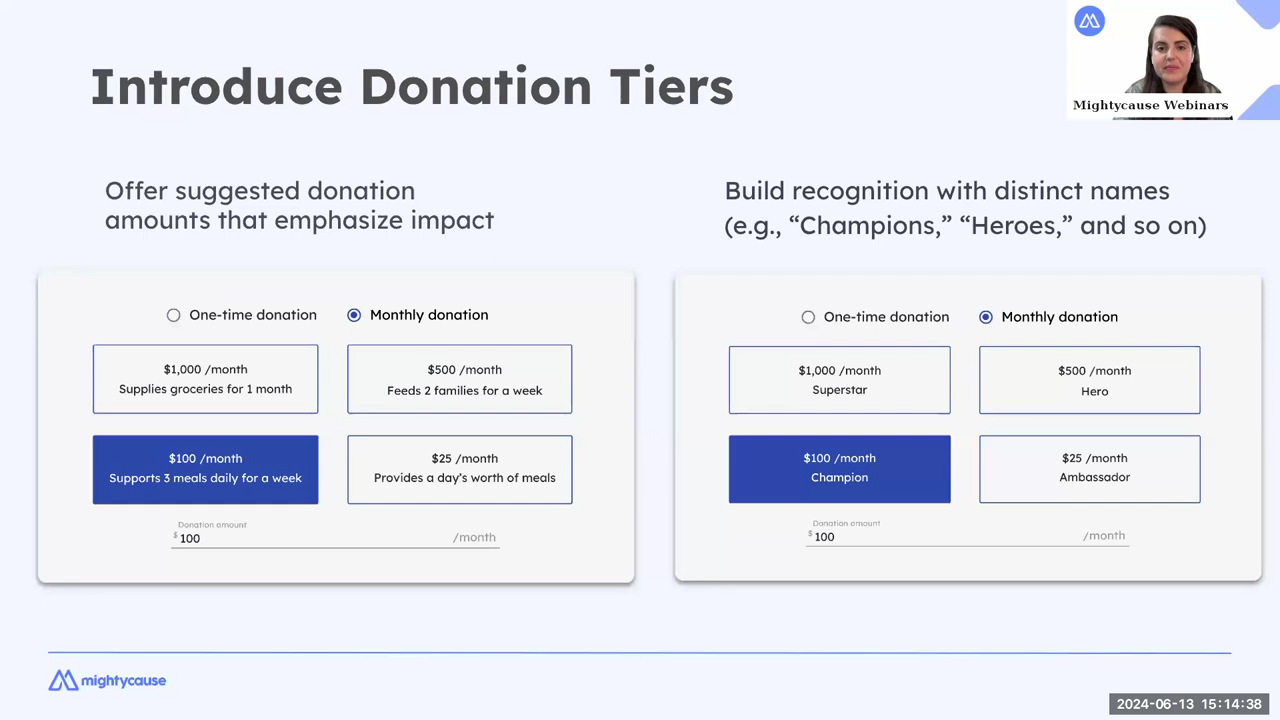 Introduce Donation Tiers
Mightycause Webinars
Offer suggested donation
amounts that emphasize impact
One-time donation
Monthly donation
$1,000 /month
Supplies groceries for 1 month
$500 /month
Feeds 2 families for a week
$100 /month
Supports 3 meals daily for a week
$25 /month
Provides a day's worth of meals
Donation amount
$ 100
/month
Build recognition with distinct names
(e.g., “Champions,” “Heroes,” and so on)
One-time donation
Monthly donation
$1,000 /month
Superstar
$500 /month
Hero
$100 /month
Champion
$25 /month
Ambassador
Donation amount
$ 100
/month
mightycause
2024-06-13 15:14:38